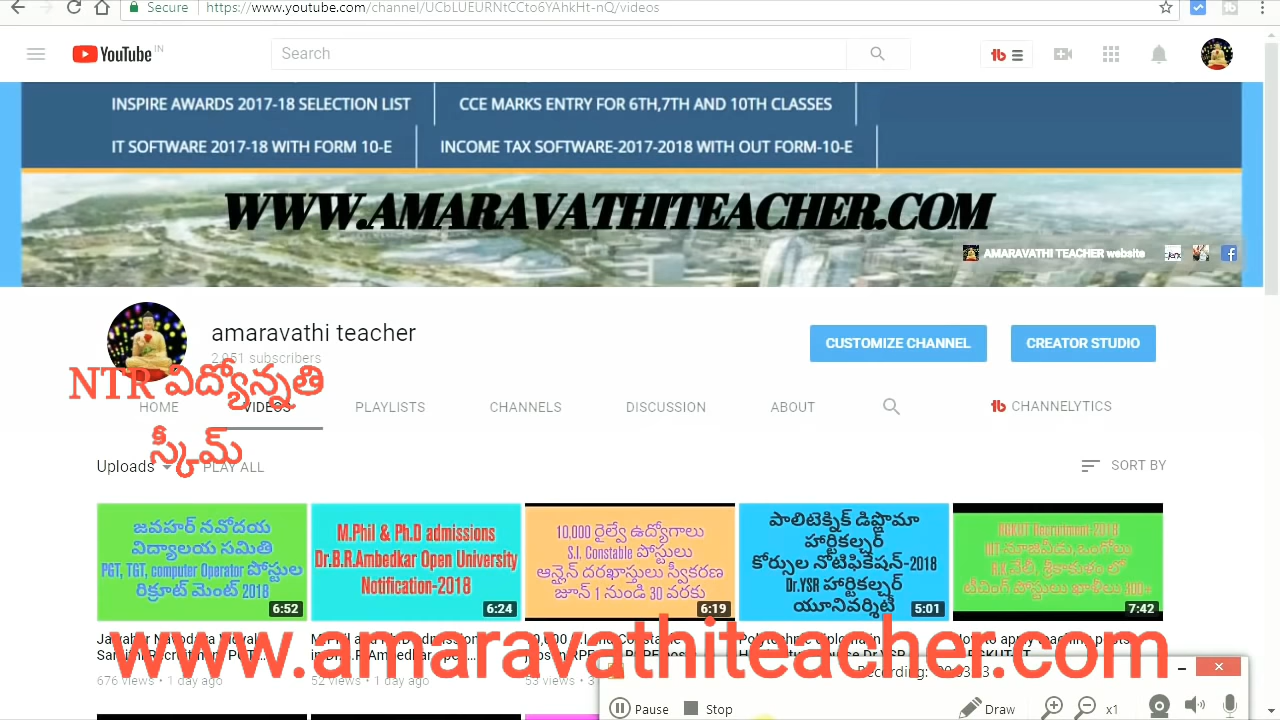 Secure
https://www.youtube.com/channel/UCbLUEURNtCCto6YAhkHt-nQ/videos
YouTube IN
Search
INSPIRE AWARDS 2017-18 SELECTION LIST
CCE MARKS ENTRY FOR 6TH,7TH AND 10TH CLASSES
IT SOFTWARE 2017-18 WITH FORM 10-E
INCOME TAX SOFTWARE-2017-2018 WITH OUT FORM-10-E
WWW.AMARAVATHITEACHER.COM
AMARAVATHI TEACHER website
amaravathi teacher
subscribers
CUSTOMIZE CHANNEL
CREATOR STUDIO
NTR విద్యోన్నతి
స్కీమ్
HOME
VIDEOS
PLAYLISTS
CHANNELS
DISCUSSION
ABOUT
CHANNELYTICS
Uploads
PLAY ALL
SORT BY
జవహర్ నవోదయ
విద్యాలయ సమితి
PGT, TGT, computer Operator పోస్టుల
రిక్రూట్ మెంట్ 2018
6:52
M.Phil & Ph.D admissions
Dr.B.R.Ambedkar Open University
Notification-2018
6:24
10,000 రైల్వే ఉద్యోగాలు
S.I. Constable పోస్టులు
ఆన్లైన్ దరఖాస్తులు స్వీకరణ
జూన్ 1 నుండి 30 వరకు
6:19
పాలిటెక్నిక్ డిప్లొమా
హార్టికల్చర్
కోర్సుల నోటిఫికేషన్-2018
Dr.YSR హార్టికల్చర్
యూనివర్శిటీ
5:01
RGKUT Recruitment-2018
7:42
www.amaravathiteacher.com
676 views • 1 day ago
52 views • 1 day ago
53 views
Pause
Stop
Draw
x1